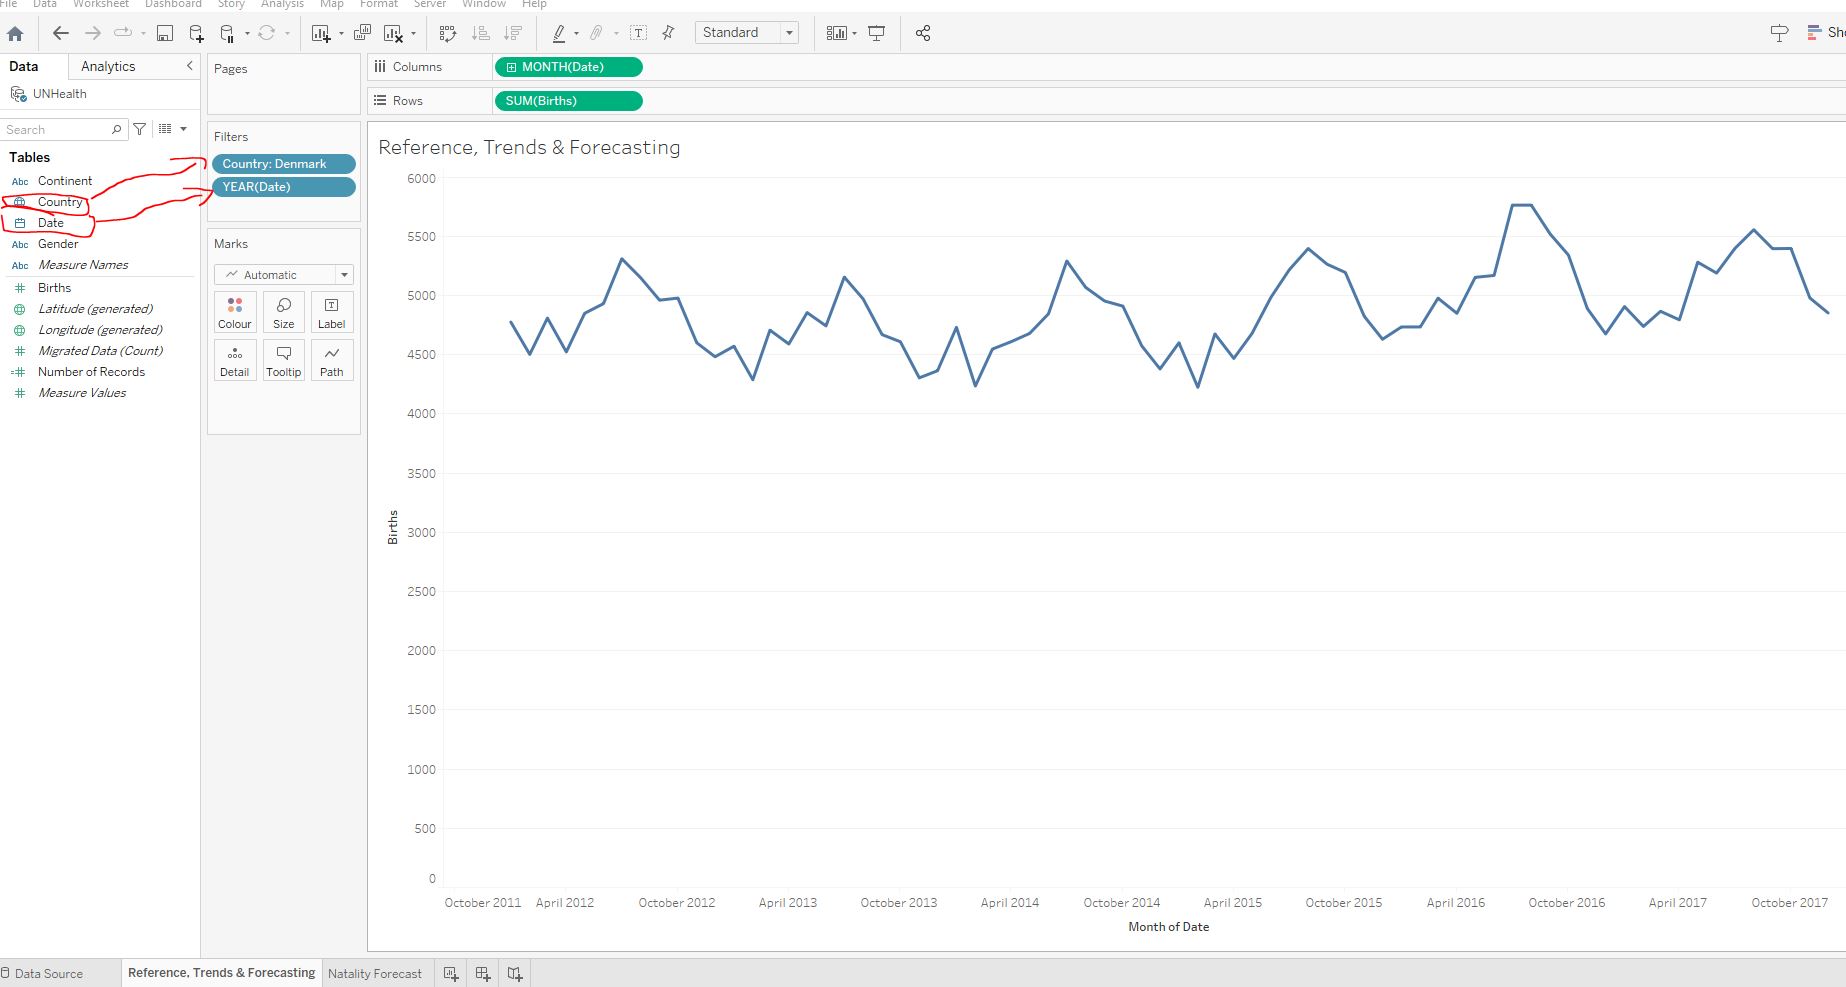 File Data Worksheet Dashboard Story Analysis Map Format Server Window Help
Standard
Data Analytics
UNHealth
Search
Tables
Abc Continent
Country
Date
Abc Gender
Abc Measure Names
Births
Latitude (generated)
Longitude (generated)
Migrated Data (Count)
Number of Records
Measure Values
Pages
Filters
Country: Denmark
YEAR(Date)
Marks
Automatic
Colour Size Label
Detail Tooltip Path
Columns MONTH(Date)
Rows SUM(Births)
Reference, Trends & Forecasting
6000
5500
5000
4500
4000
3500
3000
2500
2000
1500
1000
500
0
Births
October 2011 April 2012 October 2012 April 2013 October 2013 April 2014 October 2014 April 2015 October 2015 April 2016 October 2016 April 2017 October 2017
Month of Date
Data Source Reference, Trends & Forecasting Natality Forecast